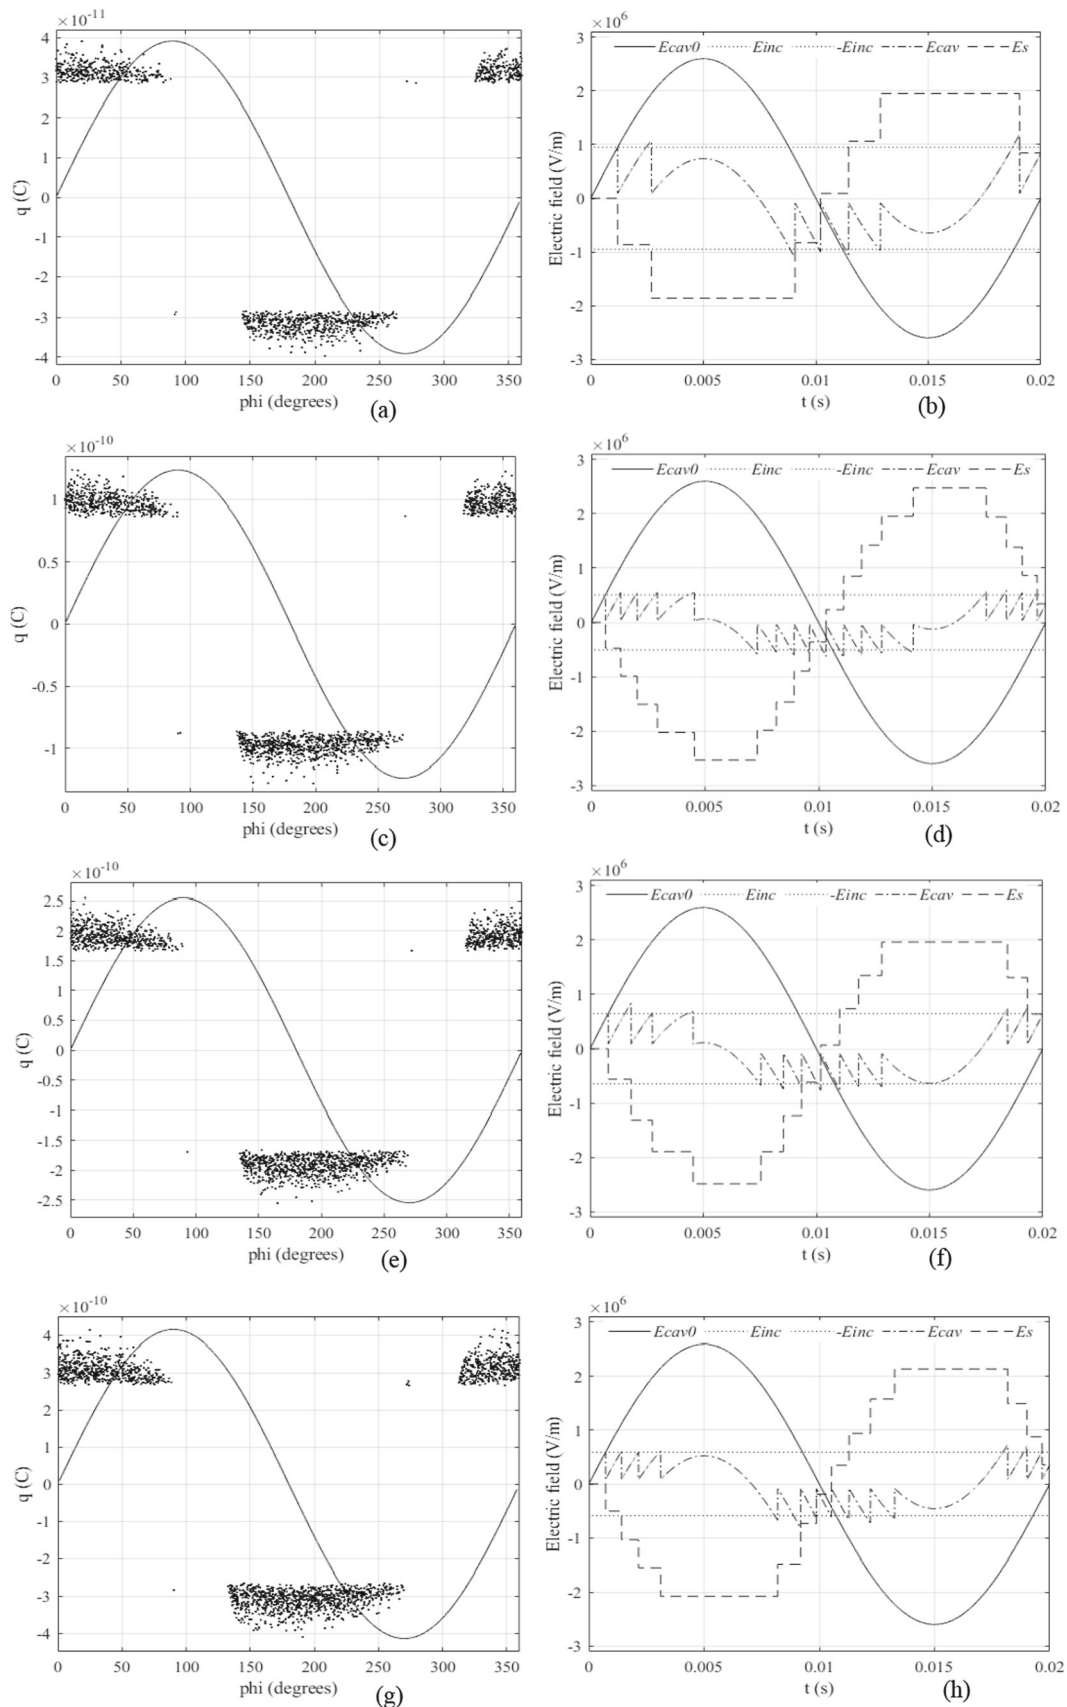 ×10⁻¹¹
4
3
2
1
0
-1
-2
-3
-4
q (C)
0 50 100 150 200 250 300 350
phi (degrees)
(a)
×10⁶
Ecav0 Einc -Einc Ecav Es
3
2
1
0
-1
-2
-3
Electric field (V/m)
0 0.005 0.01 0.015 0.02
t (s)
(b)
×10⁻¹⁰
1
0.5
0
-0.5
-1
q (C)
0 50 100 150 200 250 300 350
phi (degrees)
(c)
×10⁶
Ecav0 Einc -Einc Ecav Es
3
2
1
0
-1
-2
-3
Electric field (V/m)
0 0.005 0.01 0.015 0.02
t (s)
(d)
×10⁻¹⁰
2.5
2
1.5
1
0.5
0
-0.5
-1
-1.5
-2
-2.5
q (C)
0 50 100 150 200 250 300 350
phi (degrees)
(e)
×10⁶
Ecav0 Einc -Einc Ecav Es
3
2
1
0
-1
-2
-3
Electric field (V/m)
0 0.005 0.01 0.015 0.02
t (s)
(f)
×10⁻¹⁰
4
3
2
1
0
-1
-2
-3
-4
q (C)
0 50 100 150 200 250 300 350
phi (degrees)
(g)
×10⁶
Ecav0 Einc -Einc Ecav Es
3
2
1
0
-1
-2
-3
Electric field (V/m)
0 0.005 0.01 0.015 0.02
t (s)
(h)